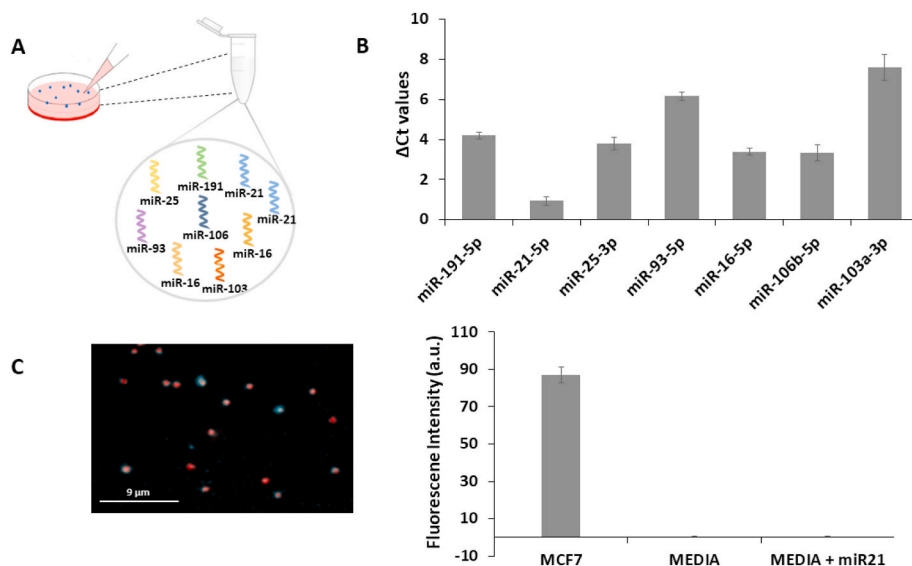 A
miR-25
miR-191
miR-21
miR-21
miR-93
miR-106
miR-16
miR-16
miR-103
B
ΔCt values
10
8
6
4
2
0
miR-191-5p
miR-21-5p
miR-25-3p
miR-93-5p
miR-16-5p
miR-106b-5p
miR-103a-3p
C
9 µm
Fluorescene Intensity (a.u.)
110
90
70
50
30
10
-10
MCF7
MEDIA
MEDIA + miR21